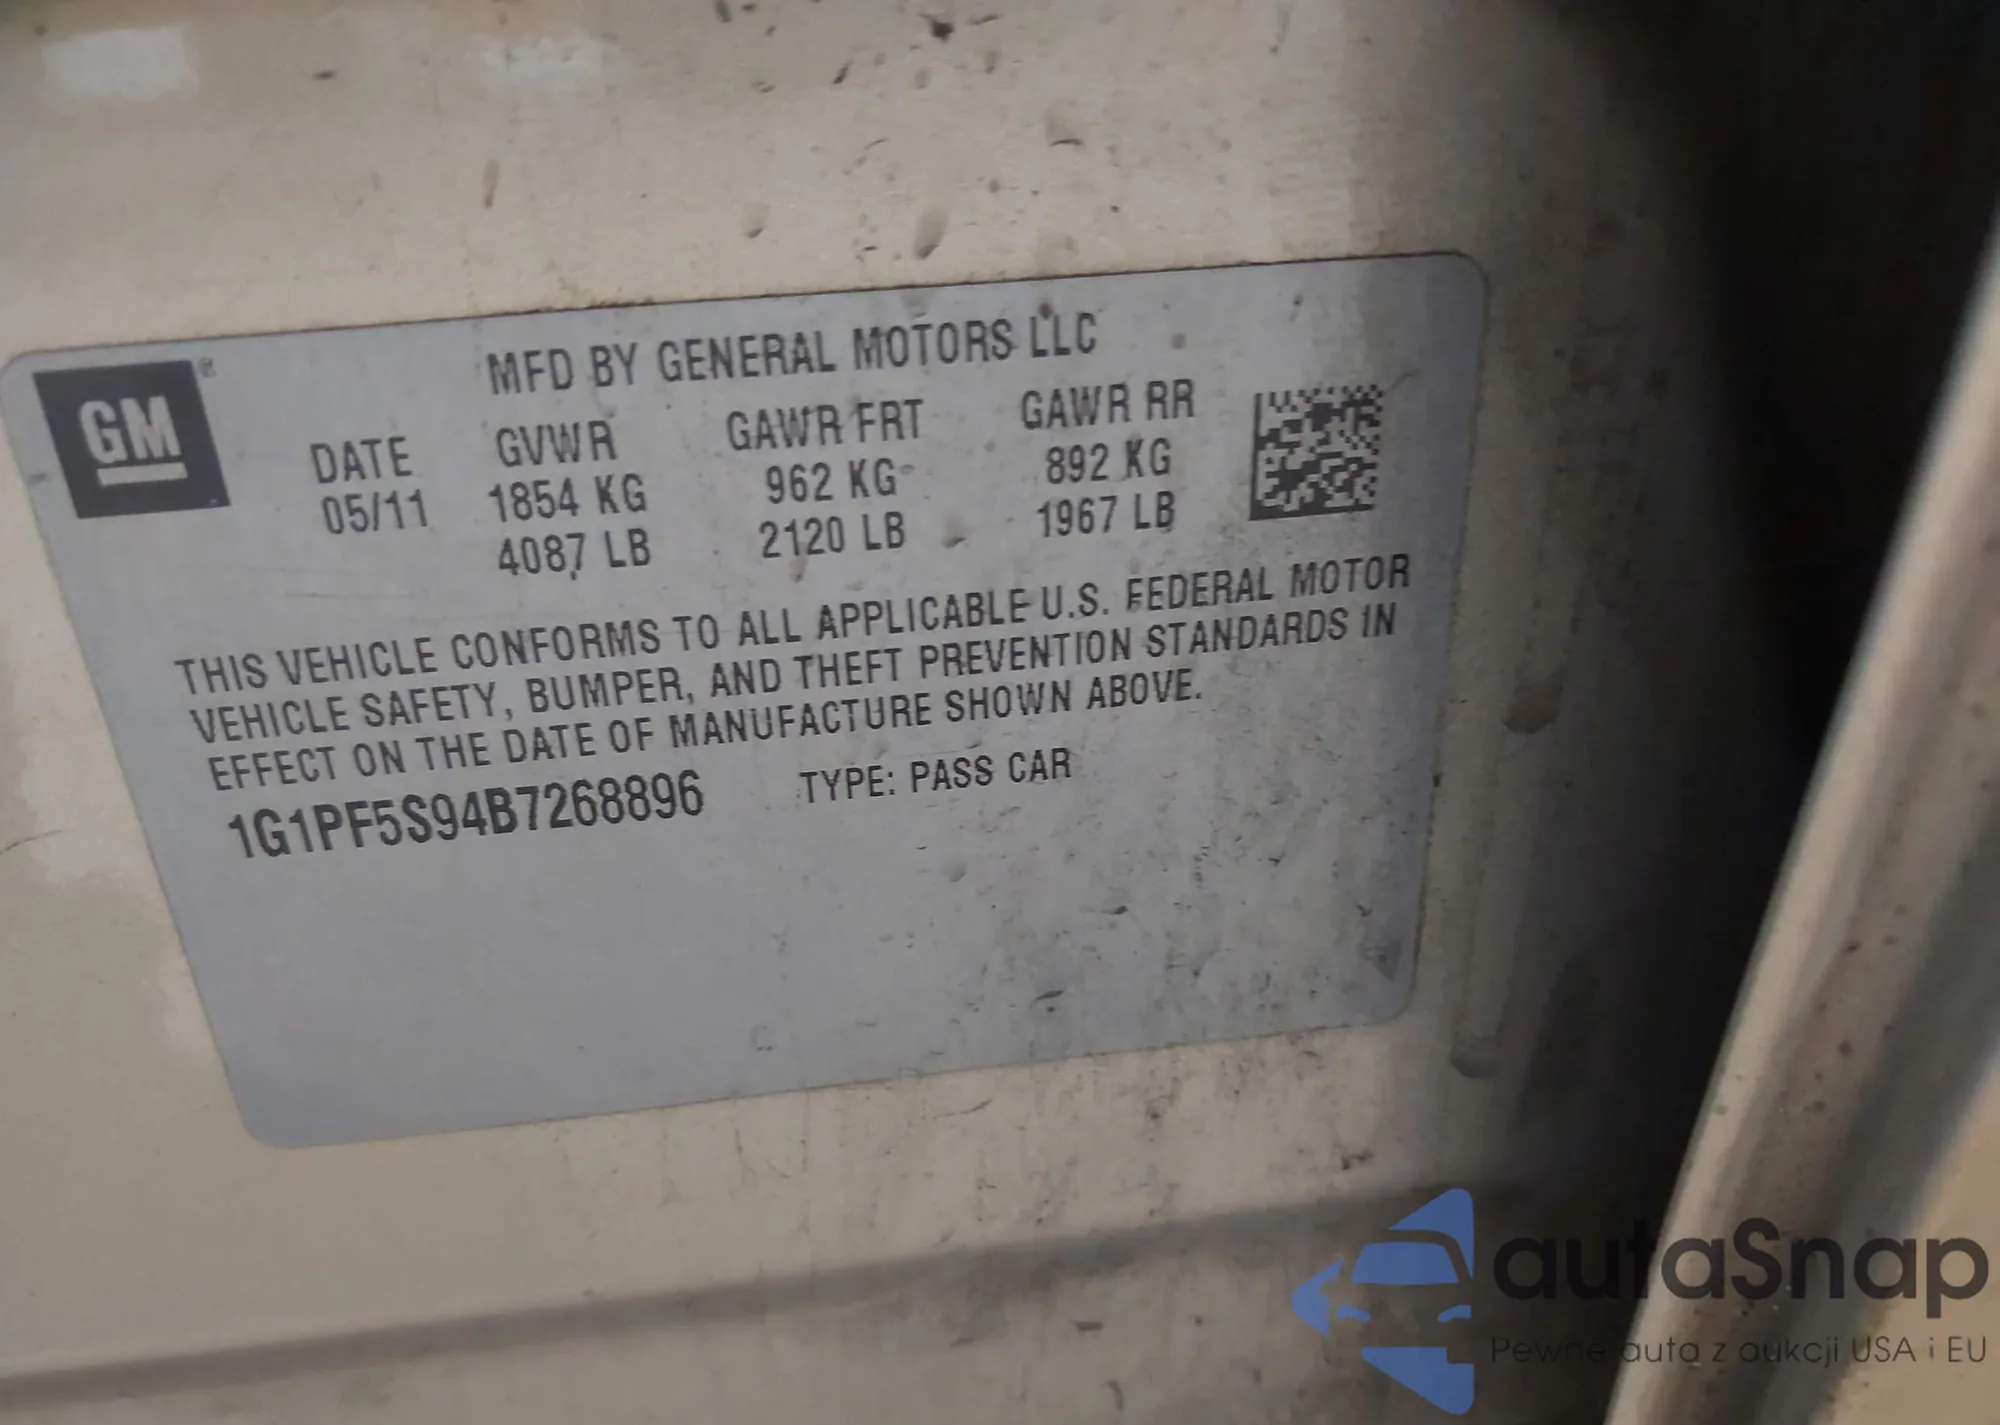 GM®
MFD BY GENERAL MOTORS LLC
DATE GVWR GAWR FRT GAWR RR
05/11 1854 KG 962 KG 892 KG
4087 LB 2120 LB 1967 LB
THIS VEHICLE CONFORMS TO ALL APPLICABLE U.S. FEDERAL MOTOR
VEHICLE SAFETY, BUMPER, AND THEFT PREVENTION STANDARDS IN
EFFECT ON THE DATE OF MANUFACTURE SHOWN ABOVE.
1G1PF5S94B7268896 TYPE: PASS CAR
autaSnap
Pewne auta z aukcji USA i EU